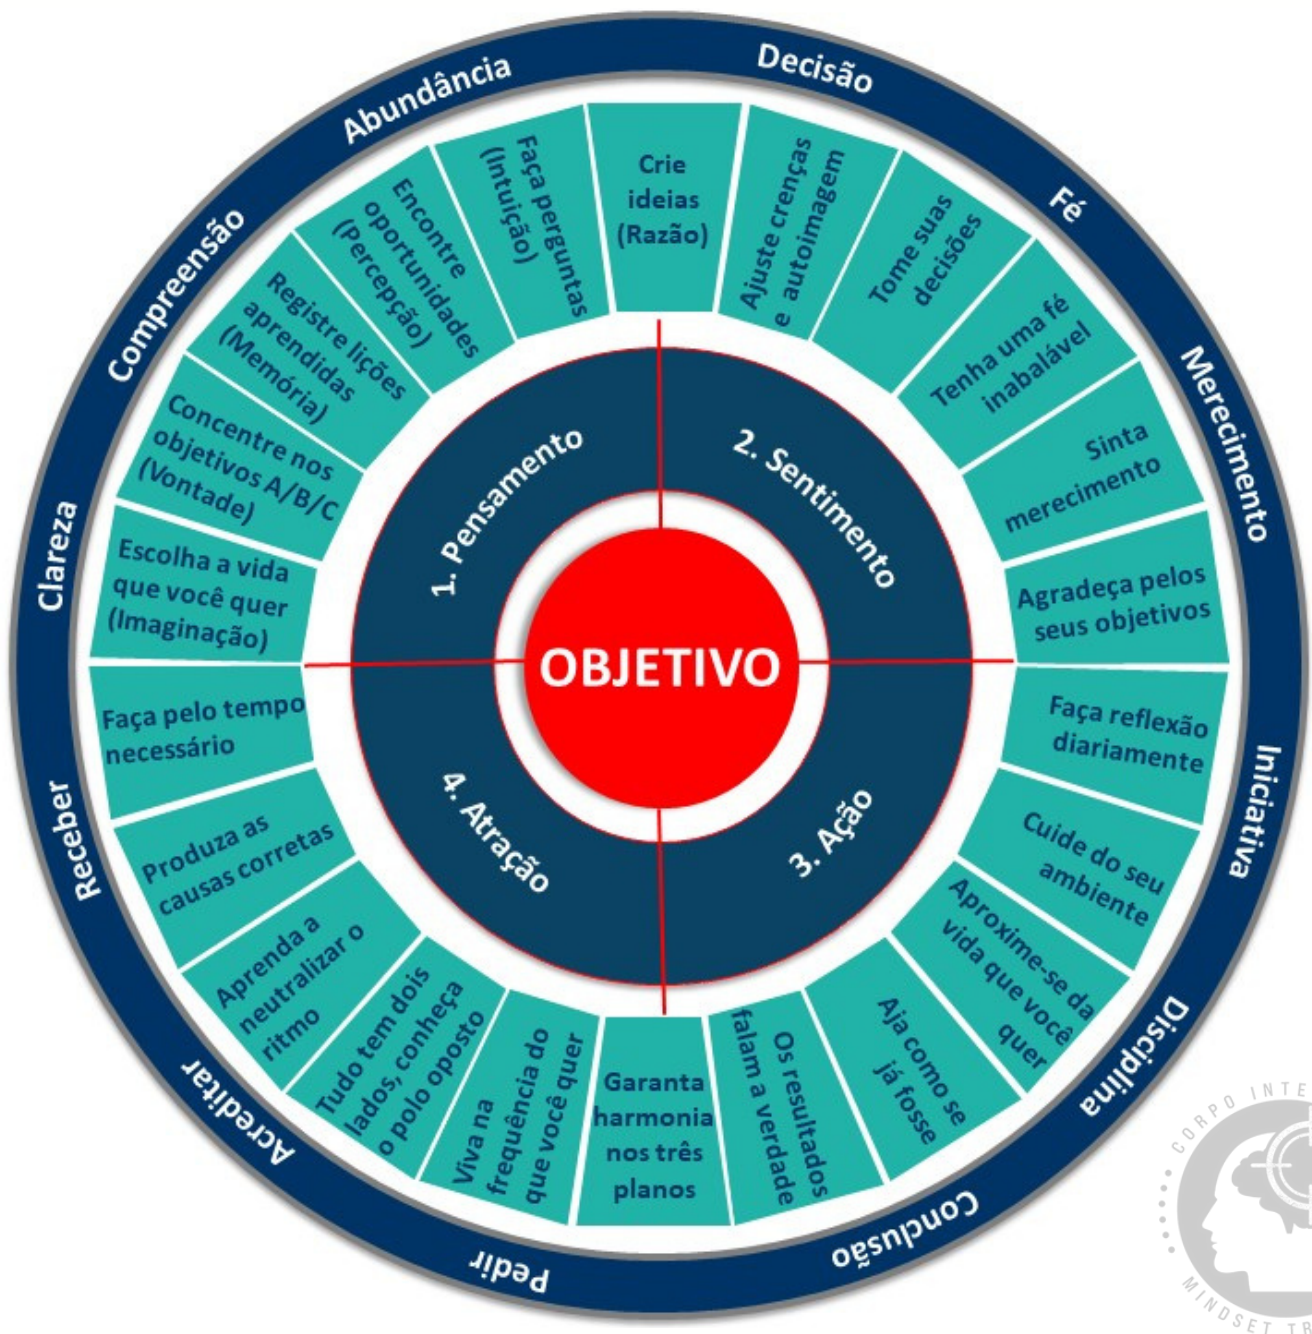 Abundância
Decisão
Fé
Merecimento
Iniciativa
Disciplina
Conclusão
Pedir
Acreditar
Receber
Clareza
Compreensão
Crie
ideias
(Razão)
Ajuste crenças
e autoimagem
Tome suas
decisões
Tenha uma fé
inabalável
Sinta
merecimento
Agradeça pelos
seus objetivos
Faça reflexão
diariamente
Cuide do seu
ambiente
Aproxime-se da
vida que você
quer
Aja como se
já fosse
Os resultados
falam a verdade
Garanta
harmonia
nos três
planos
Viva na
frequência do
que você quer
Tudo tem dois
lados, conheça
o polo oposto
Aprenda a
neutralizar o
ritmo
Produza as
causas corretas
Faça pelo tempo
necessário
Escolha a vida
que você quer
(Imaginação)
Concentre nos
objetivos A/B/C
(Vontade)
Registre lições
aprendidas
(Memória)
Encontre
oportunidades
(Percepção)
Faça perguntas
(Intuição)
1. Pensamento
2. Sentimento
3. Ação
4. Atração
OBJETIVO
CORPO INTE
MINDSET TR